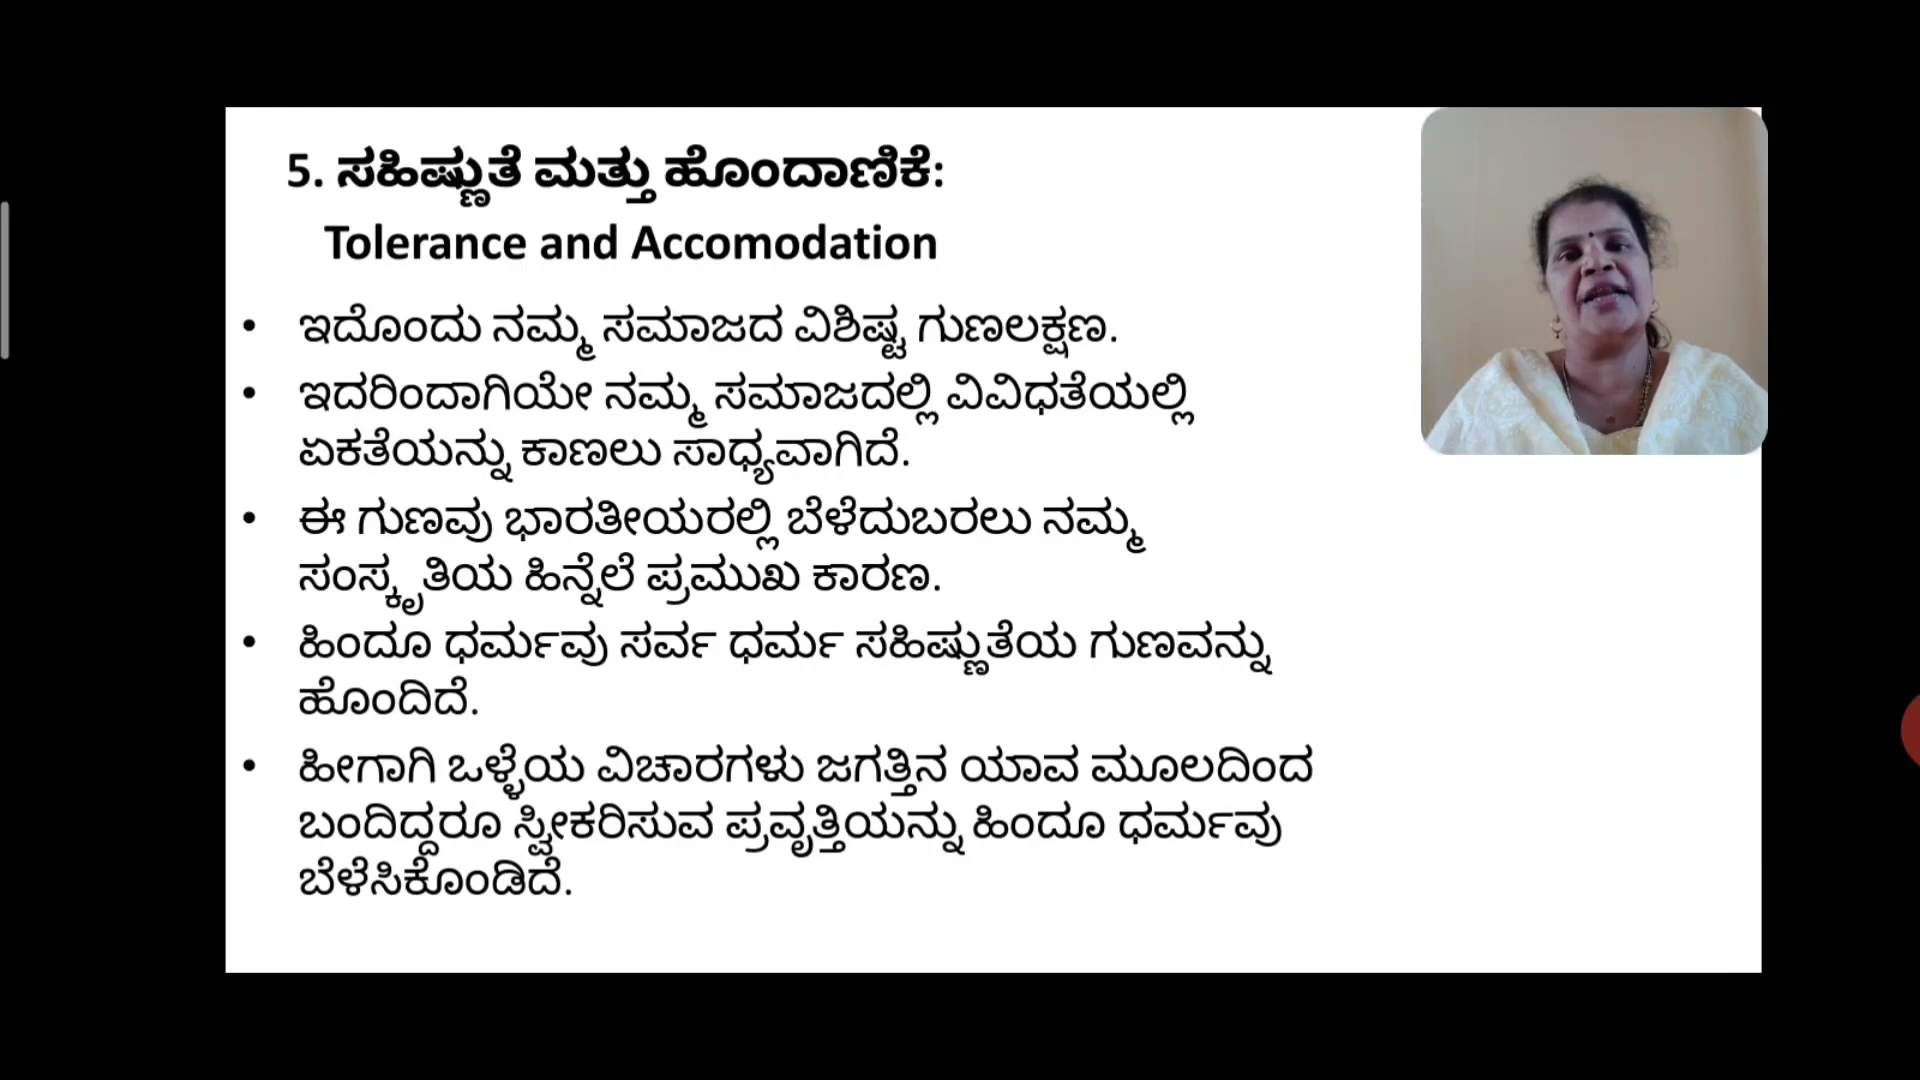 5. ಸಹಿಷ್ಣುತೆ ಮತ್ತು ಹೊಂದಾಣಿಕೆ:
Tolerance and Accomodation
• ಇದೊಂದು ನಮ್ಮ ಸಮಾಜದ ವಿಶಿಷ್ಟ ಗುಣಲಕ್ಷಣ.
• ಇದರಿಂದಾಗಿಯೇ ನಮ್ಮ ಸಮಾಜದಲ್ಲಿ ವಿವಿಧತೆಯಲ್ಲಿ
ಏಕತೆಯನ್ನು ಕಾಣಲು ಸಾಧ್ಯವಾಗಿದೆ.
• ಈ ಗುಣವು ಭಾರತೀಯರಲ್ಲಿ ಬೆಳೆದುಬರಲು ನಮ್ಮ
ಸಂಸ್ಕೃತಿಯ ಹಿನ್ನೆಲೆ ಪ್ರಮುಖ ಕಾರಣ.
• ಹಿಂದೂ ಧರ್ಮವು ಸರ್ವ ಧರ್ಮ ಸಹಿಷ್ಣುತೆಯ ಗುಣವನ್ನು
ಹೊಂದಿದೆ.
• ಹೀಗಾಗಿ ಒಳ್ಳೆಯ ವಿಚಾರಗಳು ಜಗತ್ತಿನ ಯಾವ ಮೂಲದಿಂದ
ಬಂದಿದ್ದರೂ ಸ್ವೀಕರಿಸುವ ಪ್ರವೃತ್ತಿಯನ್ನು ಹಿಂದೂ ಧರ್ಮವು
ಬೆಳೆಸಿಕೊಂಡಿದೆ.